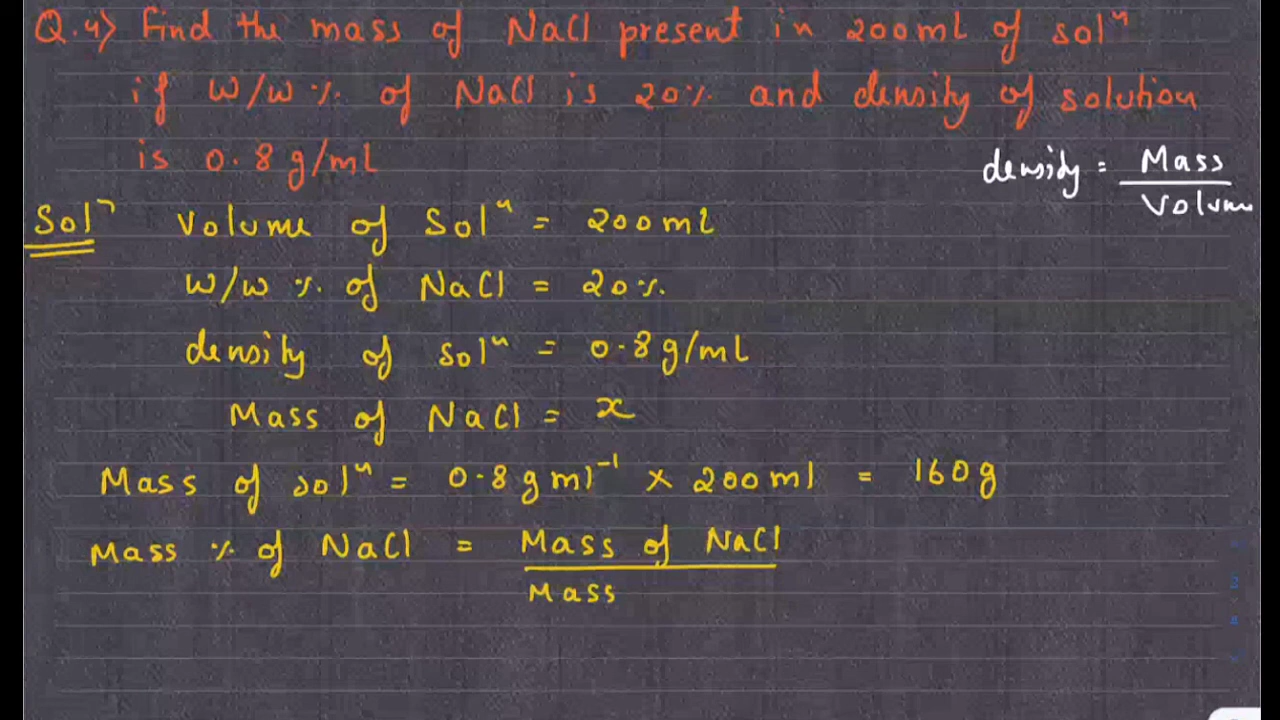 Q.4) Find the mass of NaCl present in 200mL of solⁿ
if W/W % of NaCl is 20% and density of solution
is 0.8 g/mL
density = Mass / Volume
Solⁿ Volume of Solⁿ = 200mL
W/W % of NaCl = 20%
density of solⁿ = 0.8 g/mL
Mass of NaCl = x
Mass of solⁿ = 0.8 g ml⁻¹ × 200ml = 160g
Mass % of NaCl = Mass of NaCl
Mass